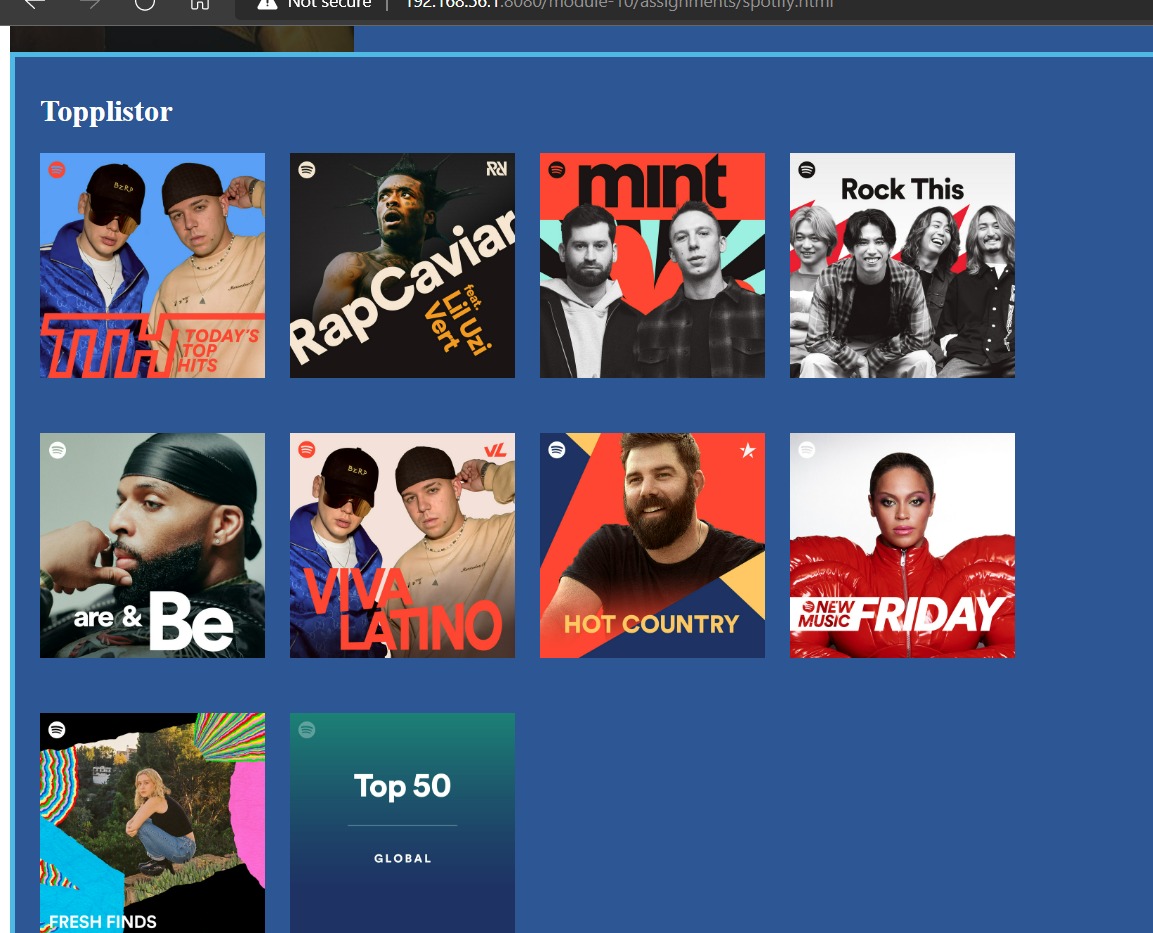 Not secure | 192.168.56.1:8080/module-10/assignments/spotify.html
Topplistor
BZRP
TTH TODAY'S
TOP
HITS
RapCaviar
feat.
Lil Uzi
Vert
mint
Rock This
are & Be
BZRP
VL
VIVA
LATINO
HOT COUNTRY
NEW
MUSIC FRIDAY
FRESH FINDS
Top 50
GLOBAL